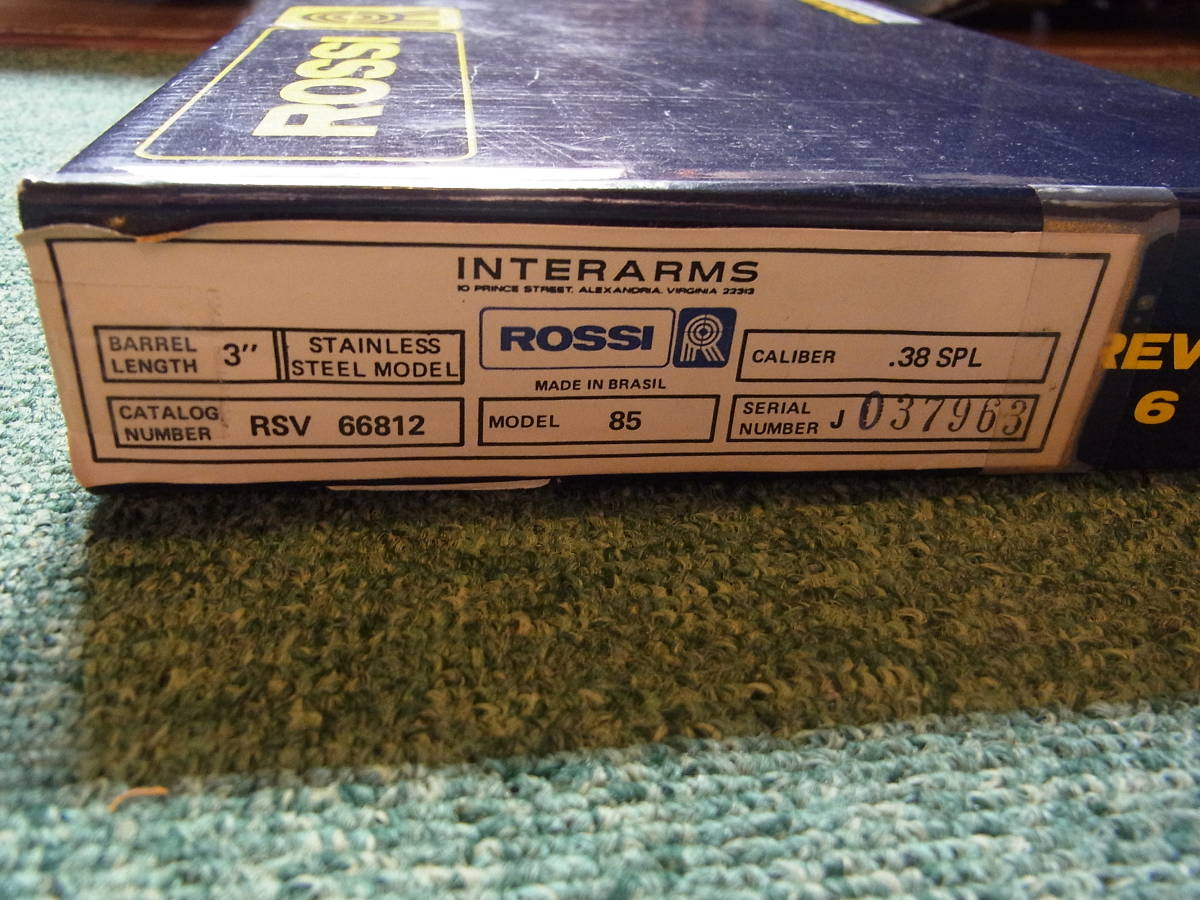 ROSSI
INTERARMS
10 PRINCE STREET, ALEXANDRIA, VIRGINIA 22313
BARREL LENGTH 3"
STAINLESS STEEL MODEL
ROSSI
MADE IN BRASIL
CALIBER .38 SPL
CATALOG NUMBER RSV 66812
MODEL 85
SERIAL NUMBER J 037963
REV
6